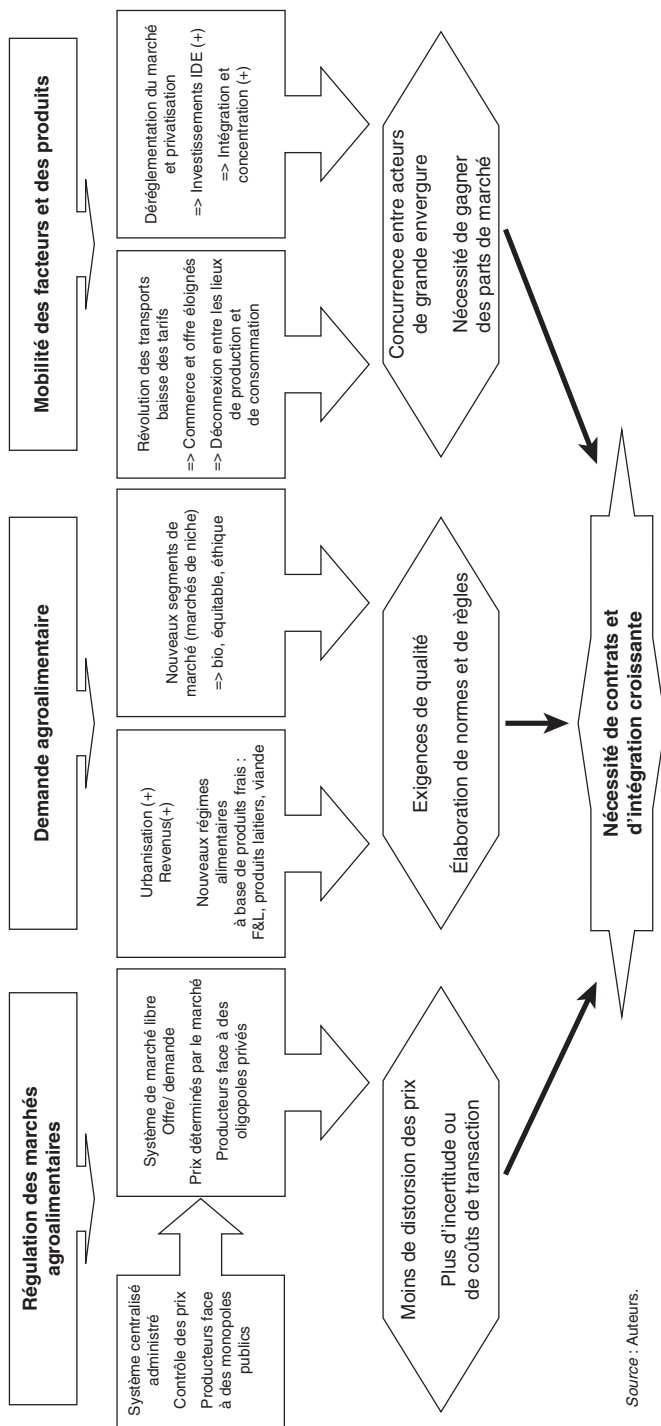 Régulation des marchés
agroalimentaires
Système centralisé
administré
Contrôle des prix
Producteurs face
à des monopoles
publics
Système de marché libre
Offre/ demande
Prix déterminés par le marché
Producteurs face à des
oligopoles privés
Moins de distorsion des prix
Plus d'incertitude ou
de coûts de transaction
Demande agroalimentaire
Urbanisation (+)
Revenus(+)
Nouveaux régimes
alimentaires
à base de produits frais :
F&L, produits laitiers, viande
Nouveaux segments de
marché (marchés de niche)
=> bio, équitable, éthique
Exigences de qualité
Élaboration de normes et de règles
Mobilité des facteurs et des produits
Révolution des transports
baisse des tarifs
=> Commerce et offre éloignés
=> Déconnexion entre les lieux
de production et
de consommation
Déréglementation du marché
et privatisation
=> Investissements IDE (+)
=> Intégration et
concentration (+)
Concurrence entre acteurs
de grande envergure
Nécessité de gagner
des parts de marché
Nécessité de contrats et
d'intégration croissante
Source : Auteurs.